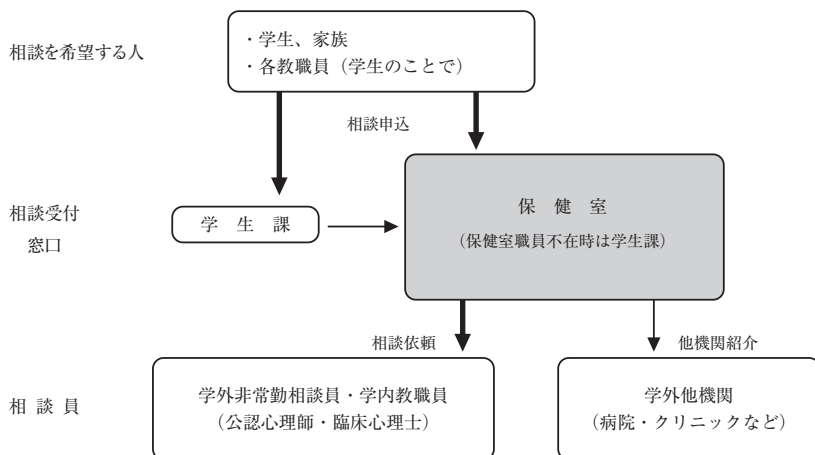 相談を希望する人
・学生、家族
・各教職員（学生のことで）
相談申込
相談受付
窓口
学　生　課
保　健　室
（保健室職員不在時は学生課）
相談依頼
他機関紹介
相 談 員
学外非常勤相談員・学内教職員
（公認心理師・臨床心理士）
学外他機関
（病院・クリニックなど）